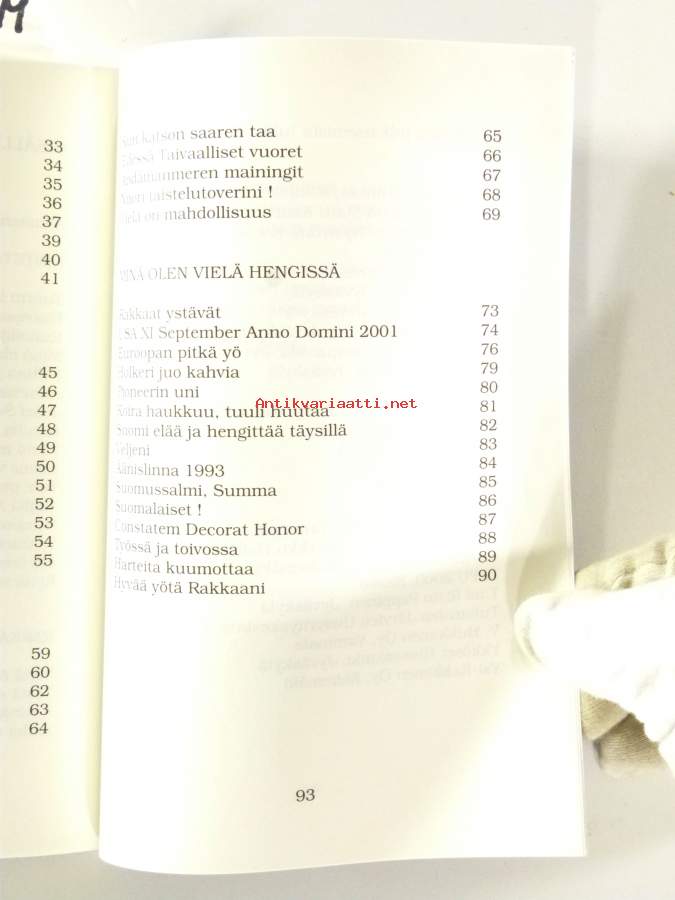 M
33
34
35
36
37
39
40
41
45
46
47
48
49
50
51
52
53
54
55
59
60
62
63
64
katson saaren taa 65
Edessä Taivaalliset vuoret 66
mainingit 67
taistelutoverini ! 68
on mahdollisuus 69
MINÄ OLEN VIELÄ HENGISSÄ
Rakkaat ystävät 73
USA XI September Anno Domini 2001 74
Euroopan pitkä yö 76
Holkeri juo kahvia 79
Pioneerin uni 80
Koira haukkuu, tuuli huutaa 81
Suomi elää ja hengittää täysillä 82
Veljeni 83
Äänislinna 1993 84
Suomussalmi, Summa 85
Suomalaiset ! 86
Constatem Decorat Honor 87
Työssä ja toivossa 88
Harteita kuumottaa 89
Hyvää yötä Rakkaani 90
Antikvariaatti.net
93